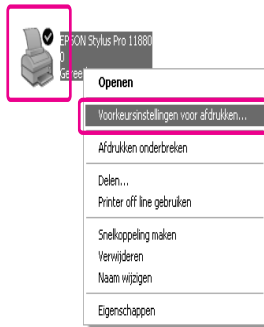 EPSON Stylus Pro 11880
0
Openen
Voorkeursinstellingen voor afdrukken...
Afdrukken onderbreken
Delen...
Printer off line gebruiken
Snelkoppeling maken
Verwijderen
Naam wijzigen
Eigenschappen